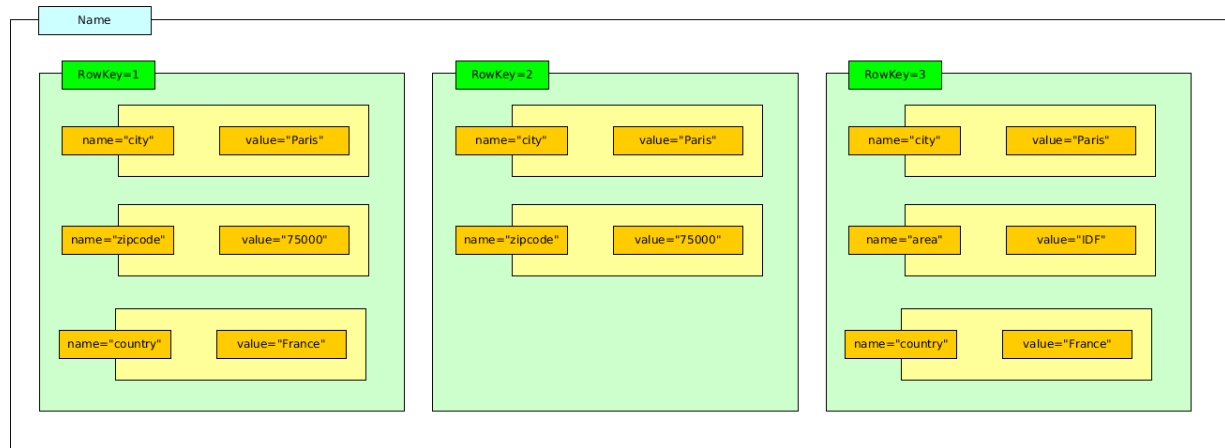 Name
RowKey=1
name="city" value="Paris"
name="zipcode" value="75000"
name="country" value="France"
RowKey=2
name="city" value="Paris"
name="zipcode" value="75000"
RowKey=3
name="city" value="Paris"
name="area" value="IDF"
name="country" value="France"